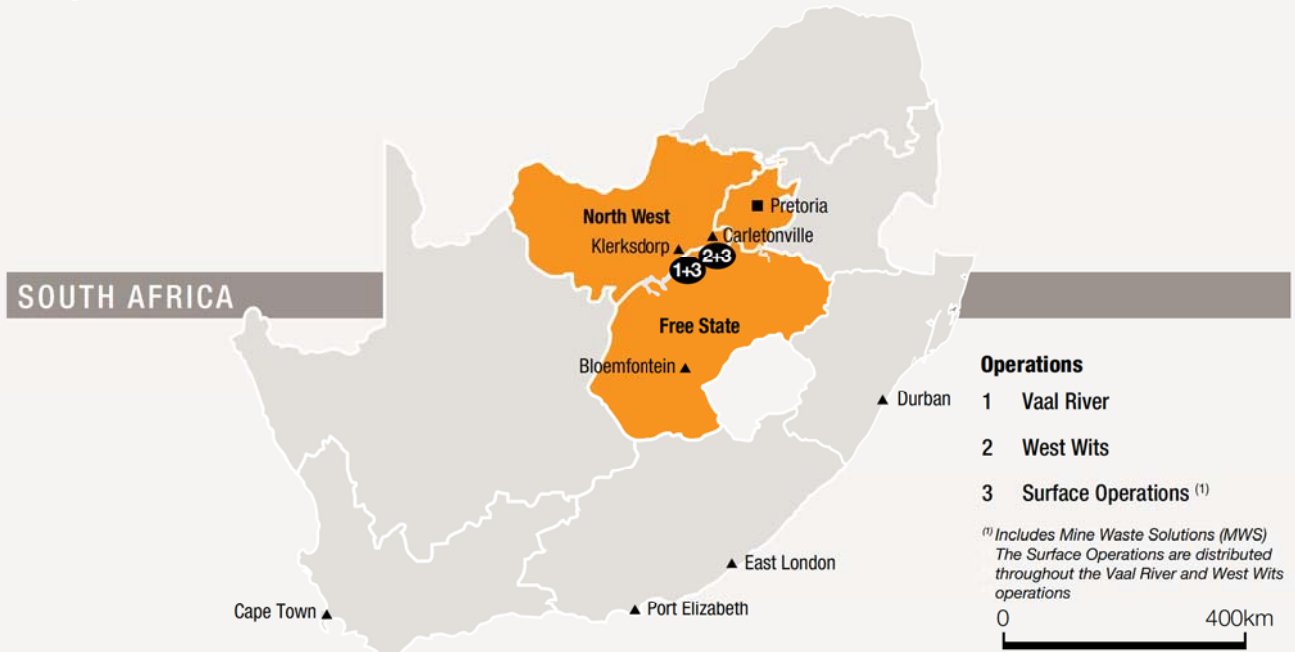 Pretoria
North West
Carletonville
Klerksdorp
2+3
1+3
SOUTH AFRICA
Free State
Bloemfontein
Durban
East London
Port Elizabeth
Cape Town
Operations
1 Vaal River
2 West Wits
3 Surface Operations (1)
(1) Includes Mine Waste Solutions (MWS)
The Surface Operations are distributed
throughout the Vaal River and West Wits
operations
0 400km